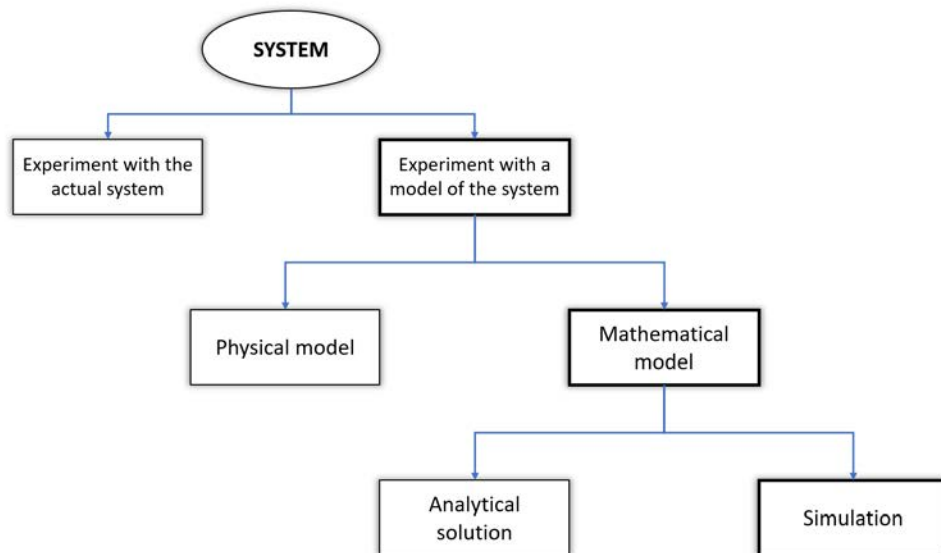 SYSTEM
Experiment with the
actual system
Experiment with a
model of the system
Physical model
Mathematical
model
Analytical
solution
Simulation